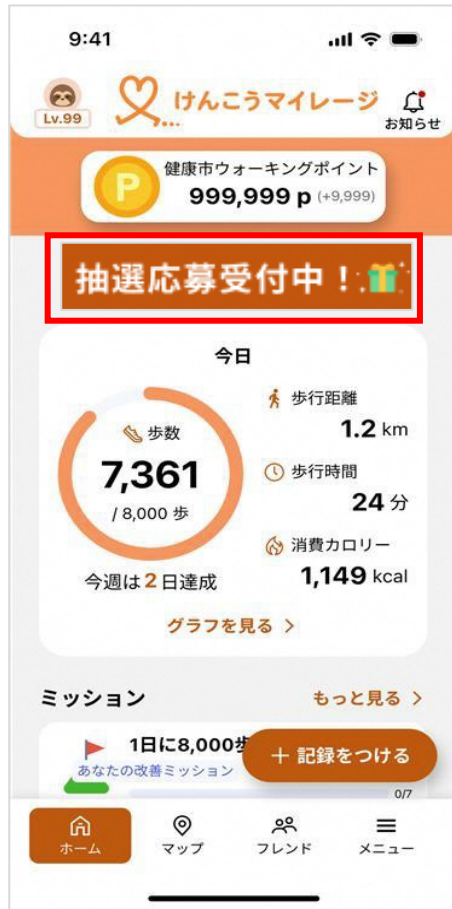 9:41
Lv.99
けんこうマイレージ
お知らせ
P
健康市ウォーキングポイント
999,999 p (+9,999)
抽選応募受付中！
今日
歩数
7,361
/ 8,000 歩
今週は2日達成
歩行距離
1.2 km
歩行時間
24 分
消費カロリー
1,149 kcal
グラフを見る >
ミッション
もっと見る >
1日に8,000歩
あなたの改善ミッション
0/7
＋ 記録をつける
ホーム
マップ
フレンド
メニュー